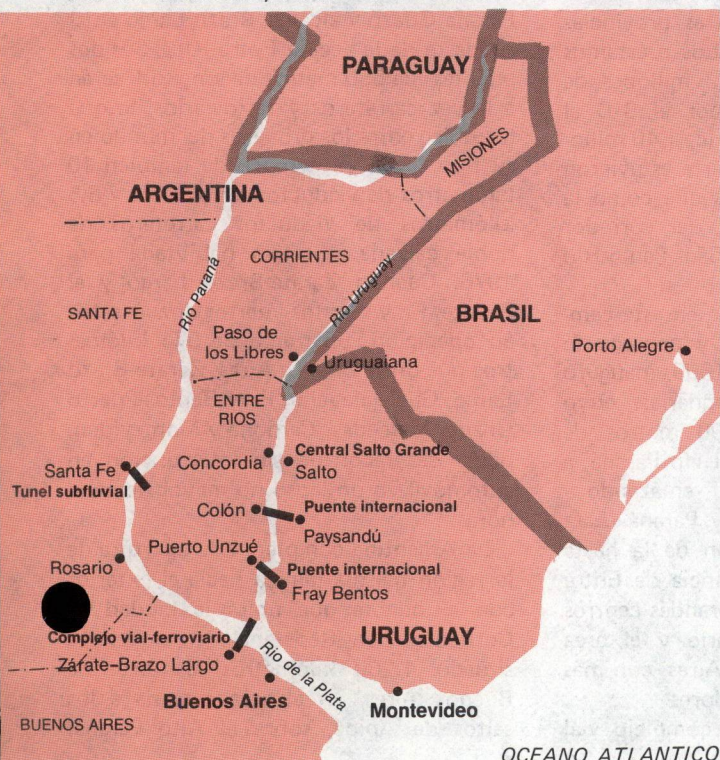 PARAGUAY
MISIONES
ARGENTINA
CORRIENTES
Río Paraná
Río Uruguay
SANTA FE
BRASIL
Paso de
los Libres
Uruguaiana
Porto Alegre
ENTRE
RIOS
Concordia
Central Salto Grande
Salto
Santa Fe
Tunel subfluvial
Colón
Puente internacional
Paysandú
Puerto Unzué
Puente internacional
Fray Bentos
Rosario
Complejo vial-ferroviario
Zárate-Brazo Largo
URUGUAY
Río de la Plata
Buenos Aires
Montevideo
BUENOS AIRES
OCEANO ATLANTICO